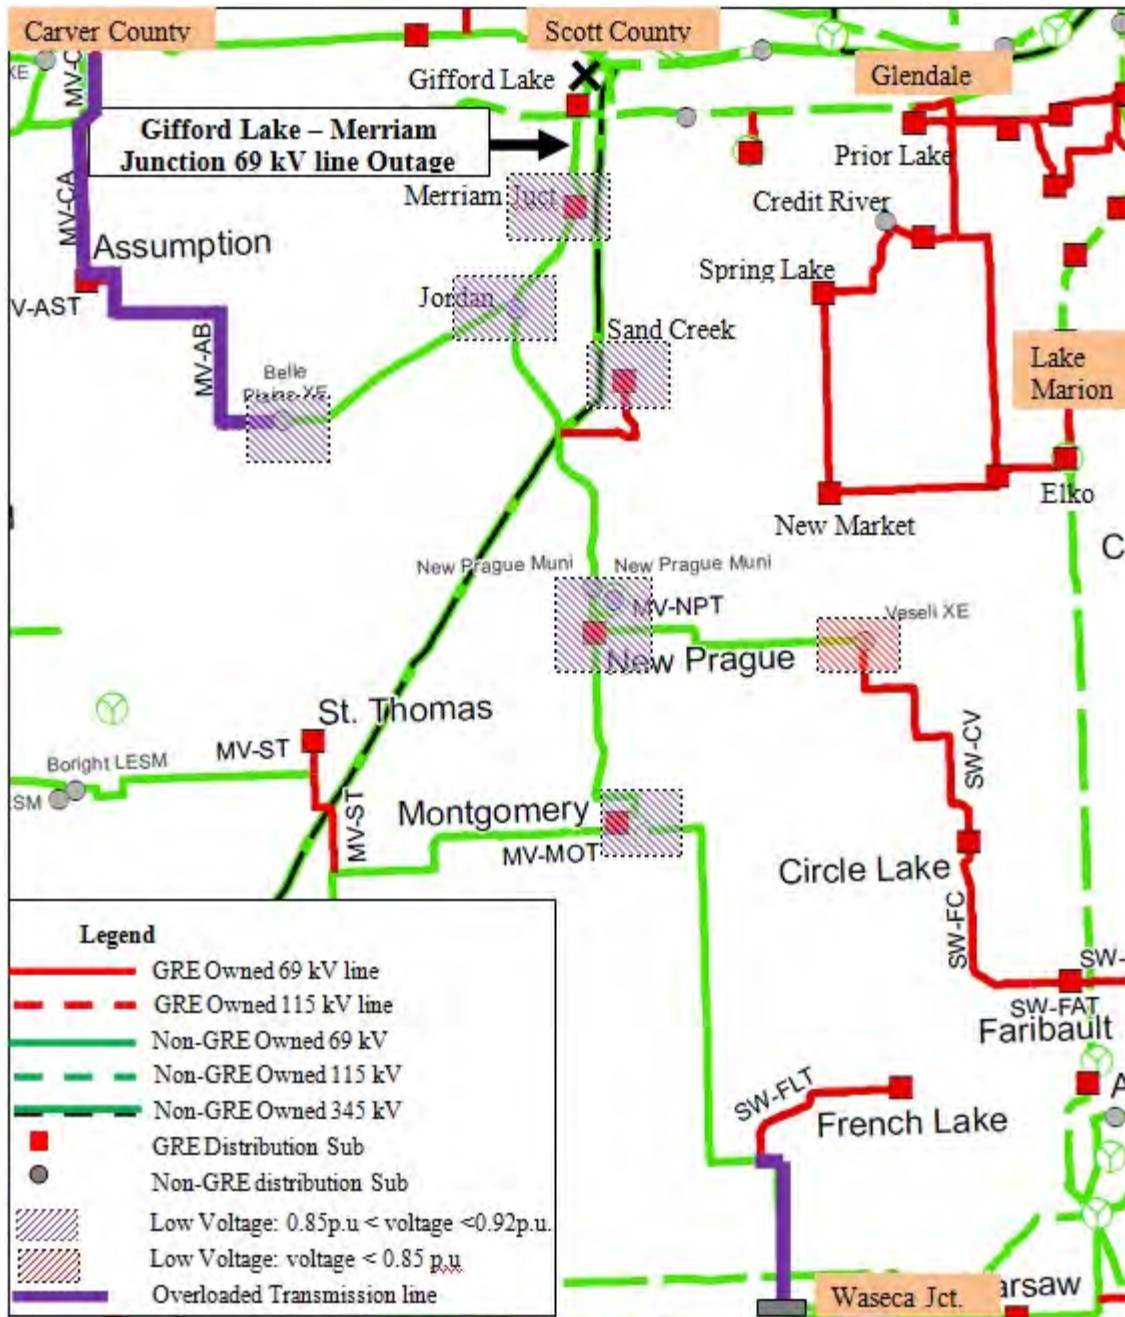 Carver County
Scott County
Gifford Lake
Glendale
XE
MV-C
Gifford Lake – Merriam
Junction 69 kV line Outage
Prior Lake
Merriam Juct
Credit River
MV-CA
Assumption
Spring Lake
V-AST
Jordan
Sand Creek
MV-AB
Belle
Plaine XE
Lake
Marion
Elko
New Market
C
New Prague Muni
New Prague Muni
MV-NPT
Veseli XE
New Prague
St. Thomas
MV-ST
SW-CV
Boright LESM
SM
MV-ST
Montgomery
MV-MOT
Circle Lake
SW-FC
SW-
SW-FAT
Faribault
SW-FLT
French Lake
A
Waseca Jct.
arsaw
Legend
GRE Owned 69 kV line
GRE Owned 115 kV line
Non-GRE Owned 69 kV
Non-GRE Owned 115 kV
Non-GRE Owned 345 kV
GRE Distribution Sub
Non-GRE distribution Sub
Low Voltage: 0.85p.u < voltage <0.92p.u.
Low Voltage: voltage < 0.85 p.u
Overloaded Transmission line